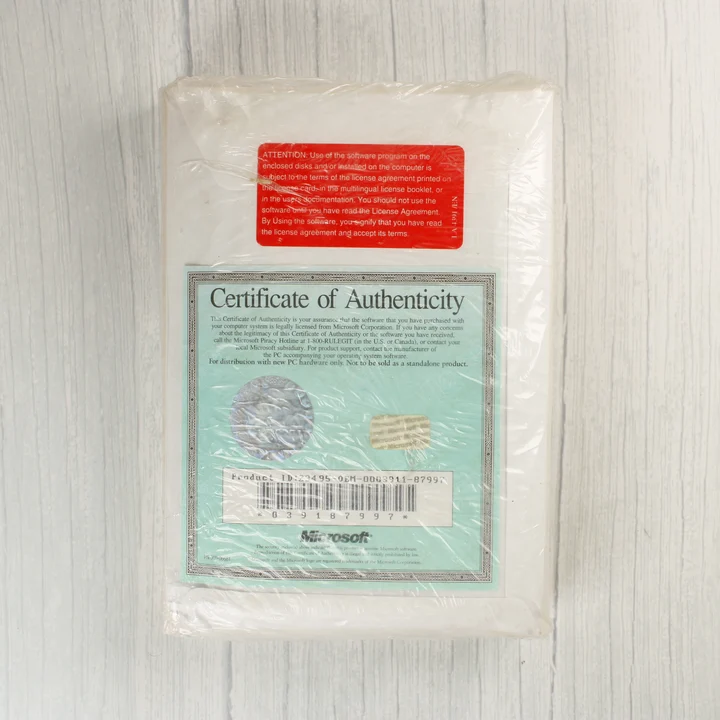 ATTENTION: Use of the software program on the
enclosed disks and/or installed on the computer is
subject to the terms of the license agreement printed on
the license card, in the multilingual license booklet, or
in the users documentation. You should not use the
software until you have read the License Agreement.
By Using the software, you signify that you have read
the license agreement and accept its terms.
Certificate of Authenticity
This Certificate of Authenticity is your assurance that the software that you have purchased with
your computer system is legally licensed from Microsoft Corporation. If you have any concerns
about the legitimacy of this Certificate of Authenticity or the software you have received,
call the Microsoft Piracy Hotline at 1-800-RULEGIT (in the U.S. or Canada), or contact your
local Microsoft subsidiary. For product support, contact the manufacturer of
the PC accompanying your operating system software.
For distribution with new PC hardware only. Not to be sold as a standalone product.
Product ID: -OEM-0039911-87997
*039187997*
Microsoft